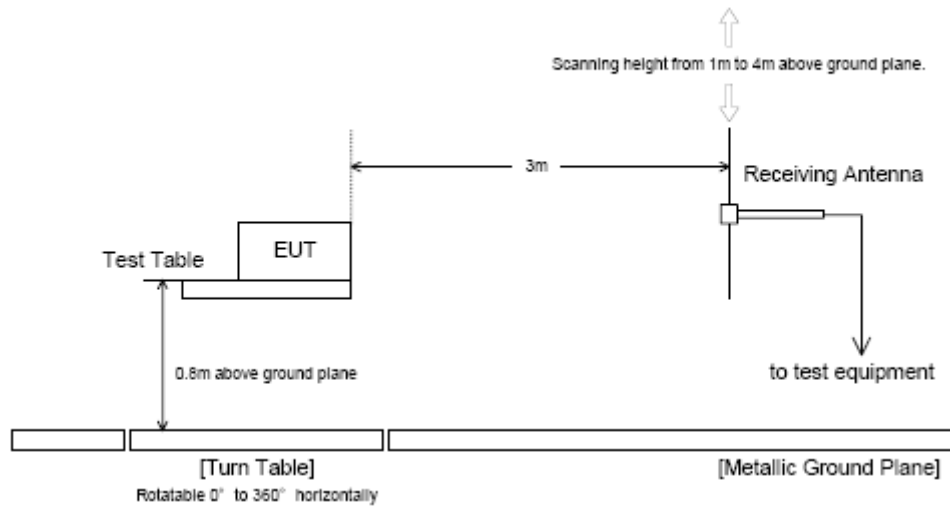 Scanning height from 1m to 4m above ground plane.
3m
Receiving Antenna
EUT
Test Table
0.8m above ground plane
to test equipment
[Turn Table]
[Metallic Ground Plane]
Rotatable 0° to 360° horizontally